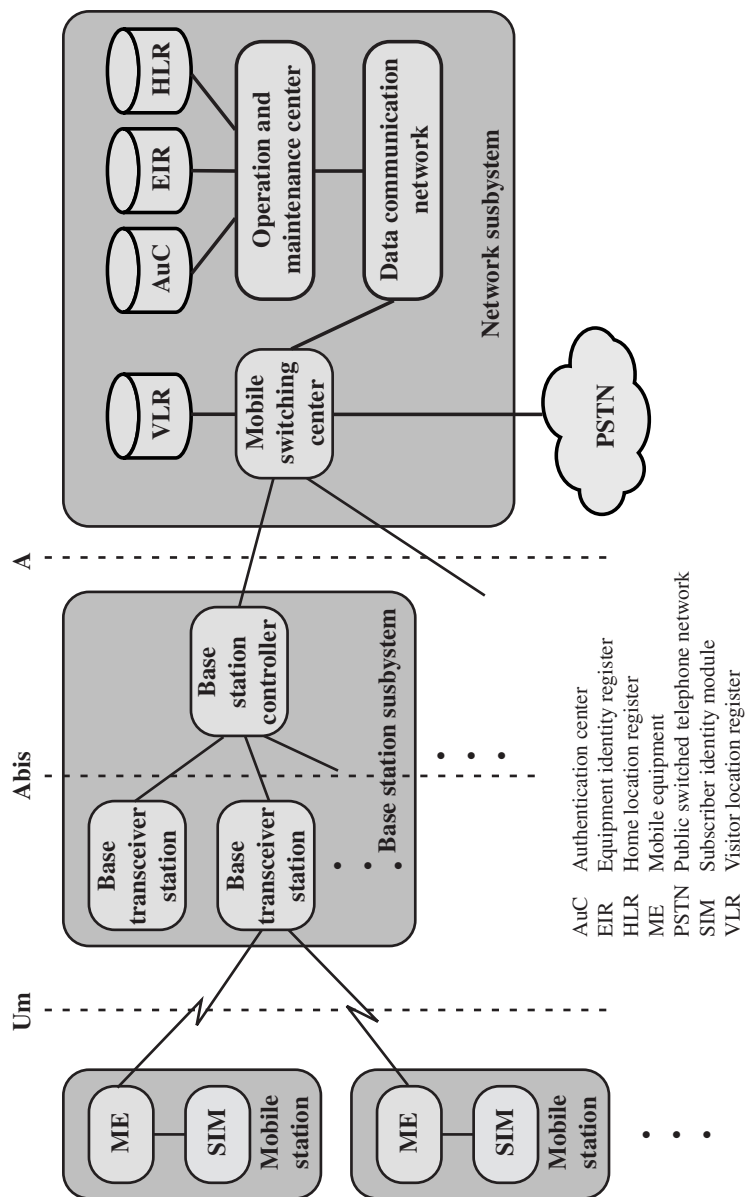 Um
Abis
A
ME
SIM
Mobile
station
ME
SIM
Mobile
station
Base
transceiver
station
Base
transceiver
station
Base
station
controller
Base station susbystem
VLR
AuC
EIR
HLR
Mobile
switching
center
Operation and
maintenance center
Data communication
network
Network susbystem
PSTN
AuC Authentication center
EIR Equipment identity register
HLR Home location register
ME Mobile equipment
PSTN Public switched telephone network
SIM Subscriber identity module
VLR Visitor location register